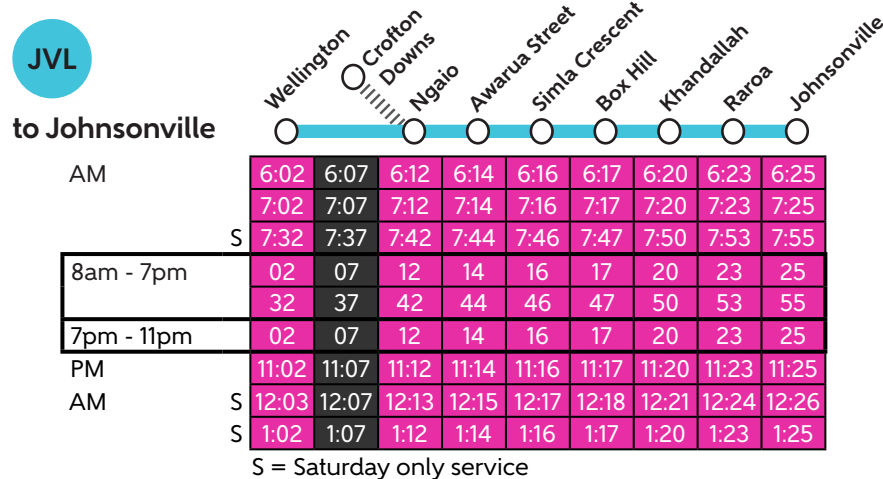 JVL
to Johnsonville
Wellington
Crofton
Downs
Ngaio
Awarua Street
Simla Crescent
Box Hill
Khandallah
Raroa
Johnsonville
AM 6:02 6:07 6:12 6:14 6:16 6:17 6:20 6:23 6:25
7:02 7:07 7:12 7:14 7:16 7:17 7:20 7:23 7:25
S 7:32 7:37 7:42 7:44 7:46 7:47 7:50 7:53 7:55
8am - 7pm 02 07 12 14 16 17 20 23 25
32 37 42 44 46 47 50 53 55
7pm - 11pm 02 07 12 14 16 17 20 23 25
PM 11:02 11:07 11:12 11:14 11:16 11:17 11:20 11:23 11:25
AM S 12:03 12:07 12:13 12:15 12:17 12:18 12:21 12:24 12:26
S 1:02 1:07 1:12 1:14 1:16 1:17 1:20 1:23 1:25
S = Saturday only service